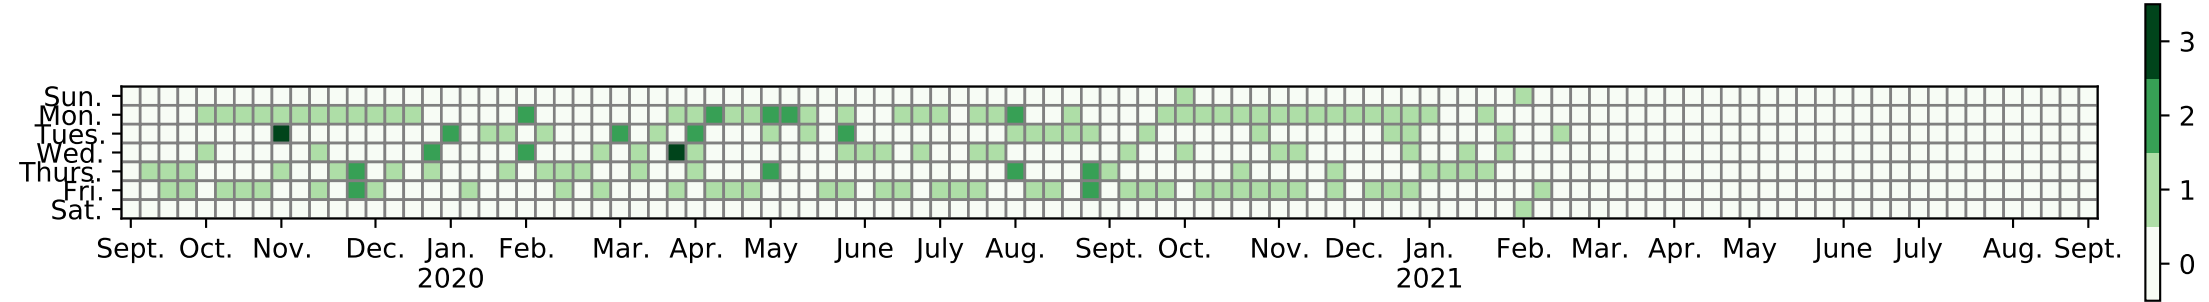 3
2
1
0
Sun.
Mon.
Tues.
Wed.
Thurs.
Fri.
Sat.
Sept. Oct. Nov. Dec. Jan. Feb. Mar. Apr. May June July Aug. Sept. Oct. Nov. Dec. Jan. Feb. Mar. Apr. May June July Aug. Sept.
2020 2021